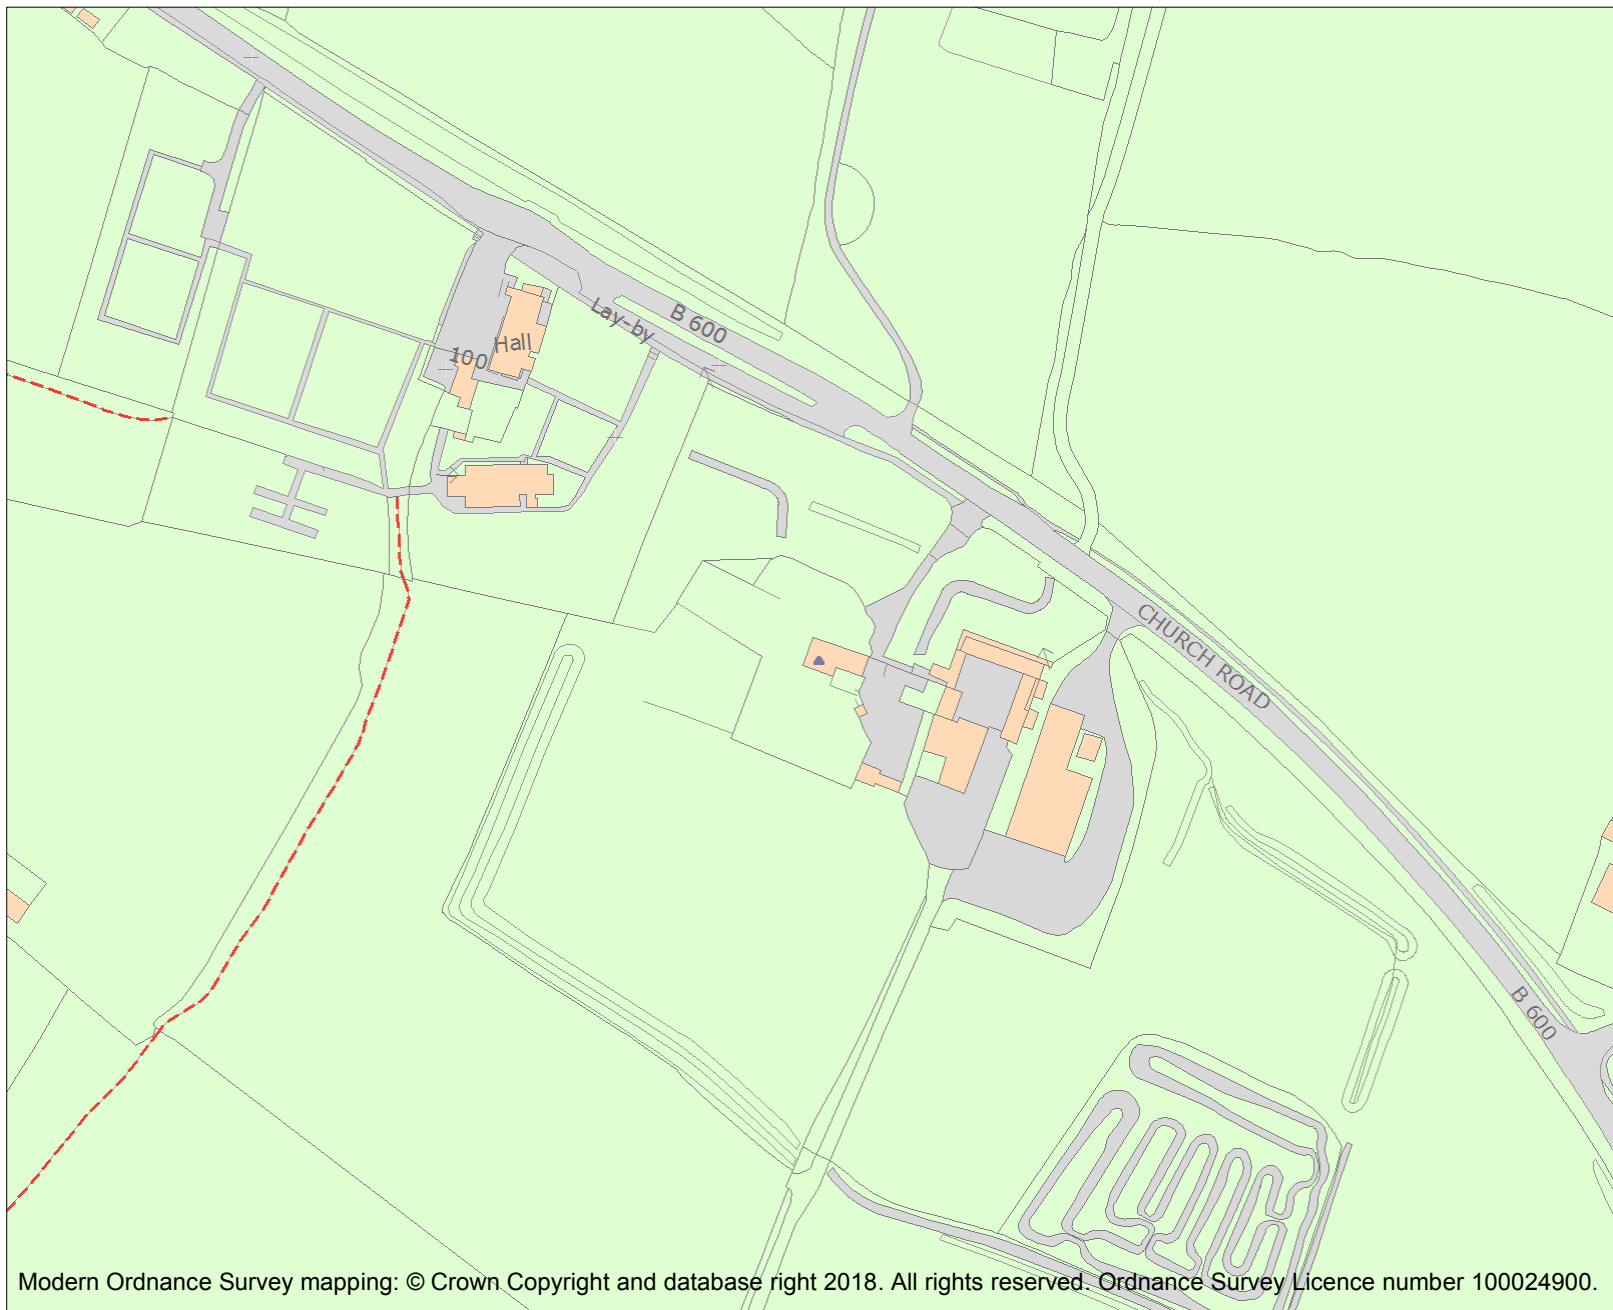 B 600
Lay-by
Hall
100
CHURCH ROAD
B 600
Modern Ordnance Survey mapping: © Crown Copyright and database right 2018. All rights reserved. Ordnance Survey Licence number 100024900.